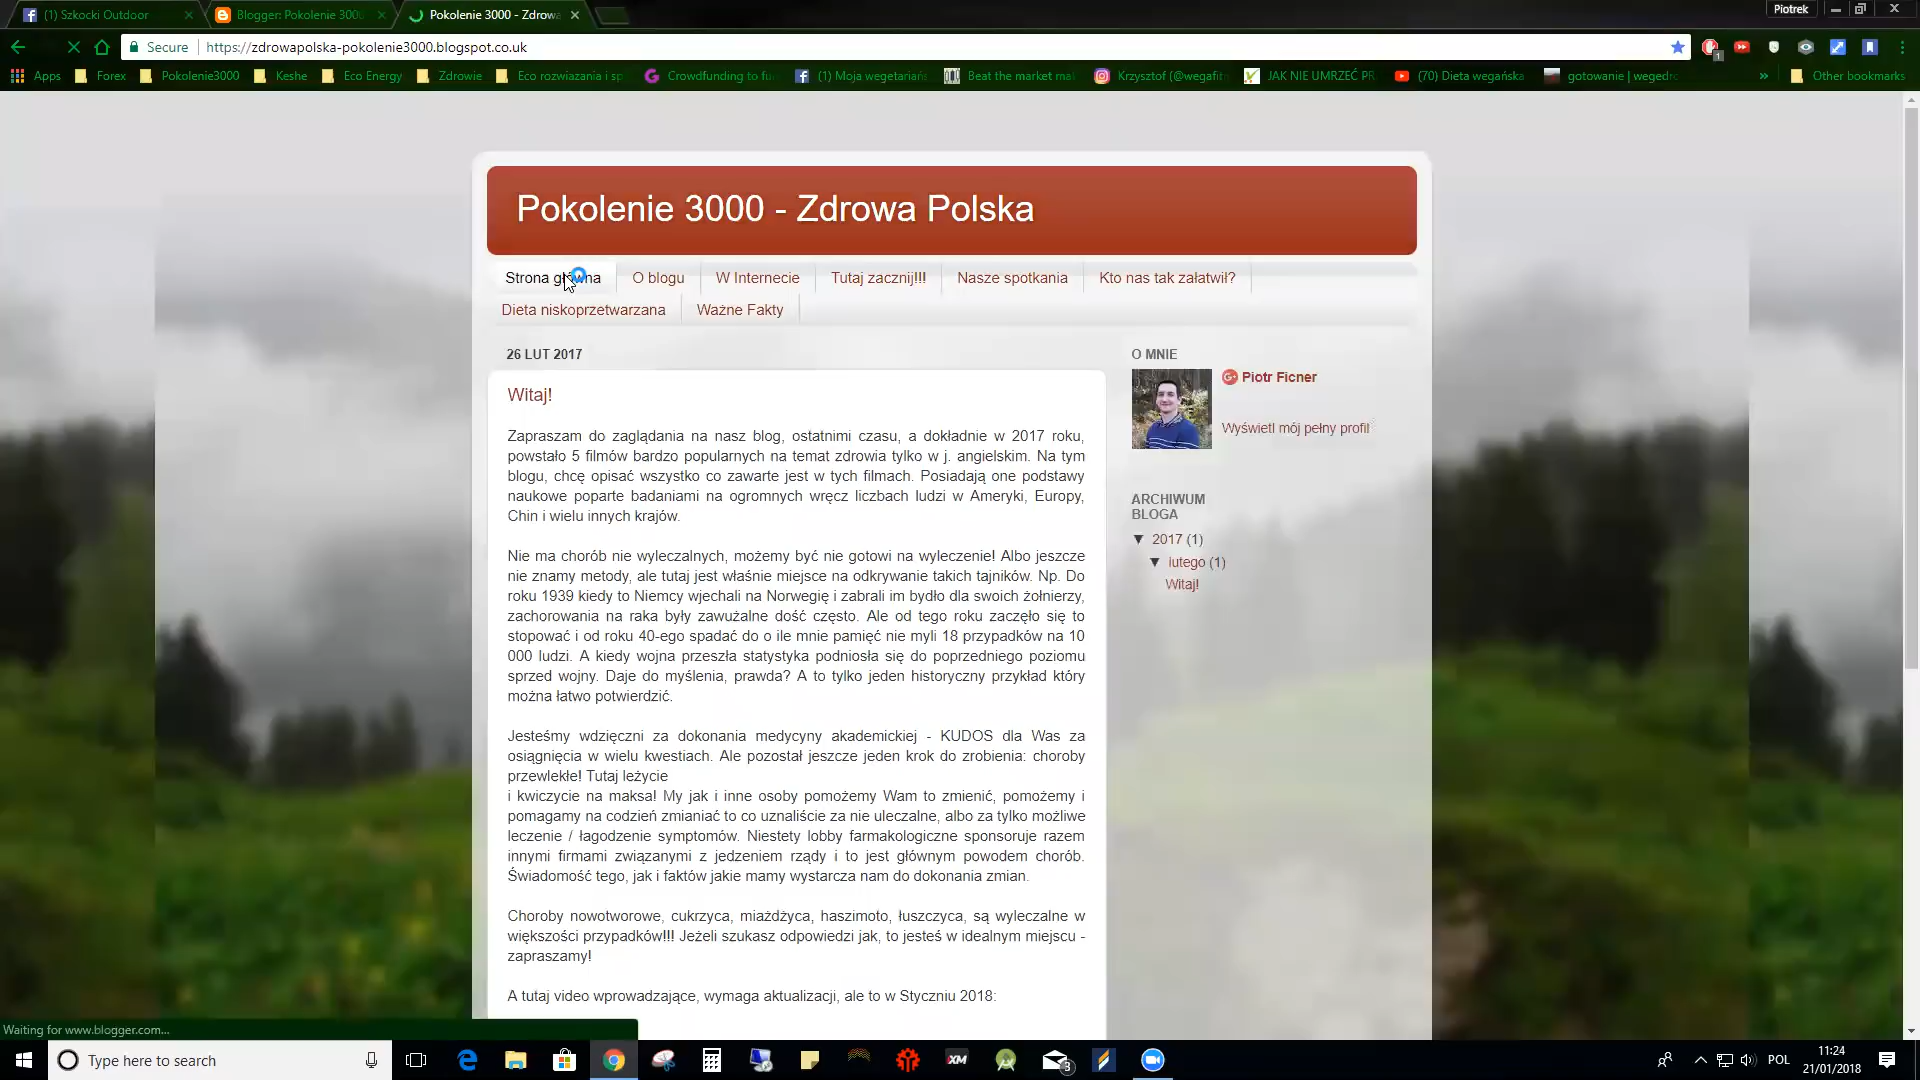 (1) Szkocki Outdoor
Blogger: Pokolenie 300
Pokolenie 3000 - Zdrowa
Piotrek
Secure
https://zdrowapolska-pokolenie3000.blogspot.co.uk
1
Apps
Forex
Pokolenie3000
Keshe
Eco Energy
Zdrowie
Eco rozwiazania i sp
Crowdfunding to fun
(1) Moja wegetariańs
Beat the market ma
Krzysztof (@wegafit
JAK NIE UMRZEĆ PR
(70) Dieta wegańska
gotowanie | wegedro
»
Other bookmarks
Pokolenie 3000 - Zdrowa Polska
Strona główna
O blogu
W Internecie
Tutaj zacznij!!!
Nasze spotkania
Kto nas tak załatwił?
Dieta niskoprzetwarzana
Ważne Fakty
26 LUT 2017
Witaj!
Zapraszam do zaglądania na nasz blog, ostatnimi czasu, a dokładnie w 2017 roku,
powstało 5 filmów bardzo popularnych na temat zdrowia tylko w j. angielskim. Na tym
blogu, chcę opisać wszystko co zawarte jest w tych filmach. Posiadają one podstawy
naukowe poparte badaniami na ogromnych wręcz liczbach ludzi w Ameryki, Europy,
Chin i wielu innych krajów.
Nie ma chorób nie wyleczalnych, możemy być nie gotowi na wyleczenie! Albo jeszcze
nie znamy metody, ale tutaj jest właśnie miejsce na odkrywanie takich tajników. Np. Do
roku 1939 kiedy to Niemcy wjechali na Norwegię i zabrali im bydło dla swoich żołnierzy,
zachorowania na raka były zawużalne dość często. Ale od tego roku zaczęło się to
stopować i od roku 40-ego spadać do o ile mnie pamięć nie myli 18 przypadków na 10
000 ludzi. A kiedy wojna przeszła statystyka podniosła się do poprzedniego poziomu
sprzed wojny. Daje do myślenia, prawda? A to tylko jeden historyczny przykład który
można łatwo potwierdzić.
Jesteśmy wdzięczni za dokonania medycyny akademickiej - KUDOS dla Was za
osiągnięcia w wielu kwestiach. Ale pozostał jeszcze jeden krok do zrobienia: choroby
przewlekłe! Tutaj leżycie
i kwiczycie na maksa! My jak i inne osoby pomożemy Wam to zmienić, pomożemy i
pomagamy na codzień zmianiać to co uznaliście za nie uleczalne, albo za tylko możliwe
leczenie / łagodzenie symptomów. Niestety lobby farmakologiczne sponsoruje razem
innymi firmami związanymi z jedzeniem rządy i to jest głównym powodem chorób.
Świadomość tego, jak i faktów jakie mamy wystarcza nam do dokonania zmian.
Choroby nowotworowe, cukrzyca, miażdżyca, haszimoto, łuszczyca, są wyleczalne w
większości przypadków!!! Jeżeli szukasz odpowiedzi jak, to jesteś w idealnym miejscu -
zapraszamy!
A tutaj video wprowadzające, wymaga aktualizacji, ale to w Styczniu 2018:
O MNIE
Piotr Ficner
Wyświetl mój pełny profil
ARCHIWUM
BLOGA
▼ 2017 (1)
▼ lutego (1)
Witaj!
Waiting for www.blogger.com...
Type here to search
XM
3
POL
11:24
21/01/2018